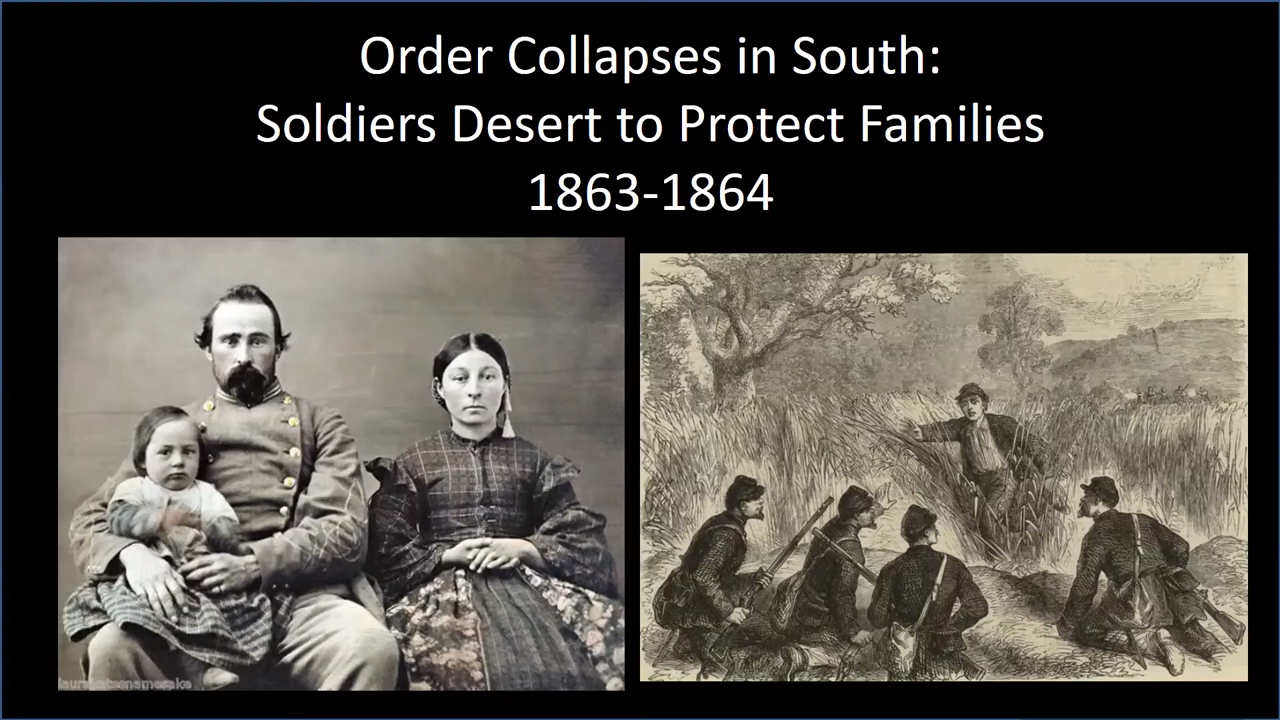 Order Collapses in South:
Soldiers Desert to Protect Families
1863-1864